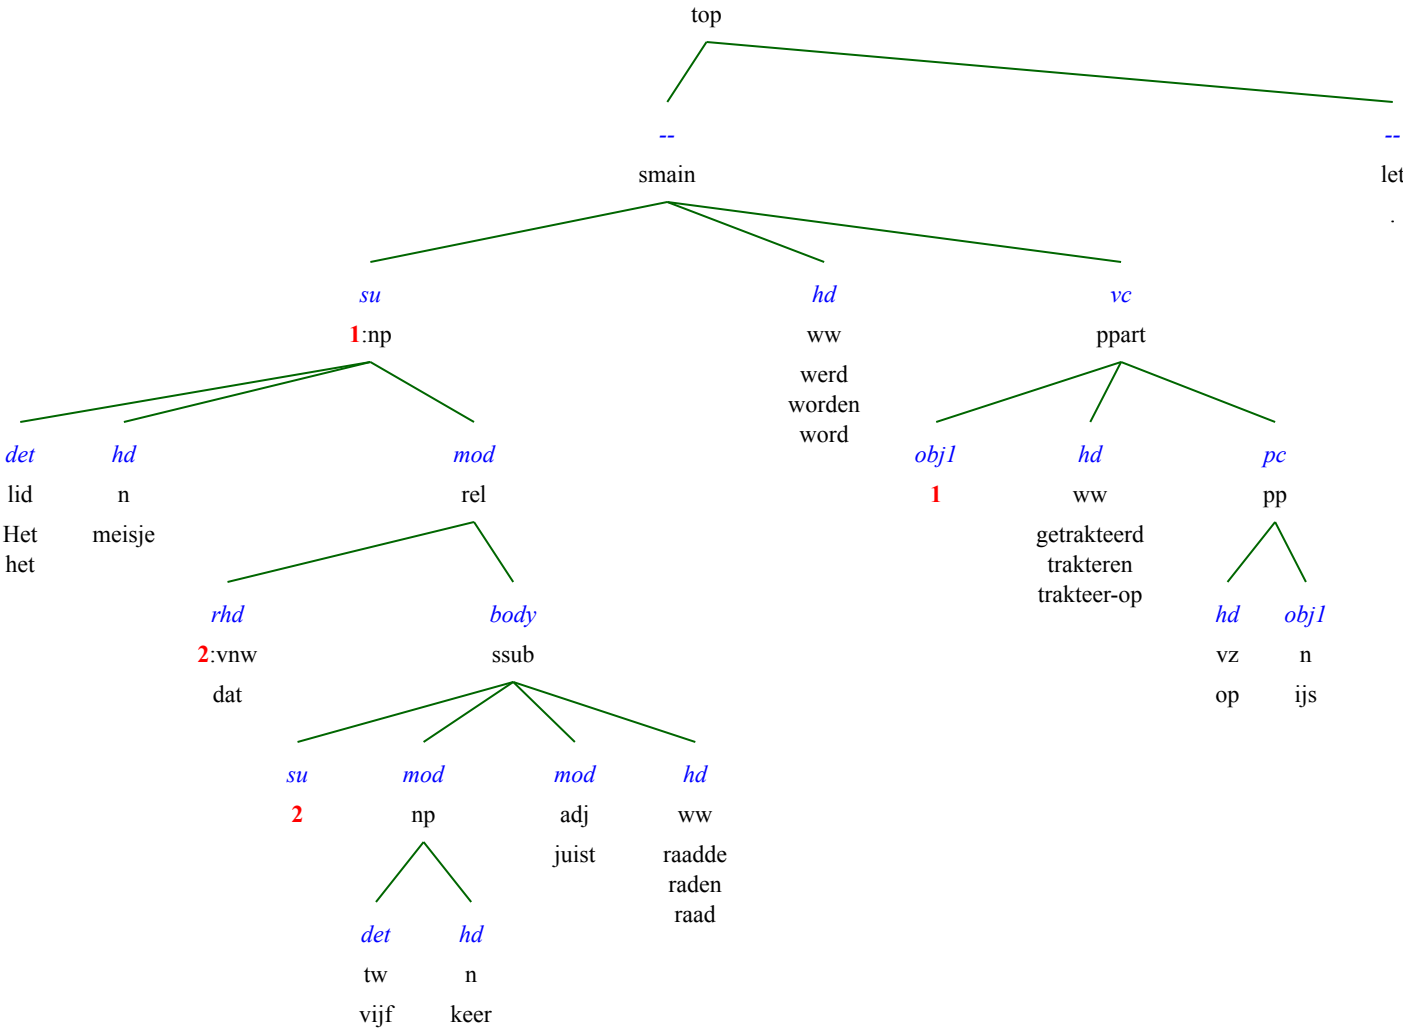 top
-- --
smain let
.
su hd vc
1:np ww ppart
werd
worden
word
det hd mod obj1 hd pc
lid n rel 1 ww pp
Het meisje getrakteerd
het trakteren
trakteer-op
rhd body hd obj1
2:vnw ssub vz n
dat op ijs
su mod mod hd
2 np adj ww
juist raadde
raden
raad
det hd
tw n
vijf keer